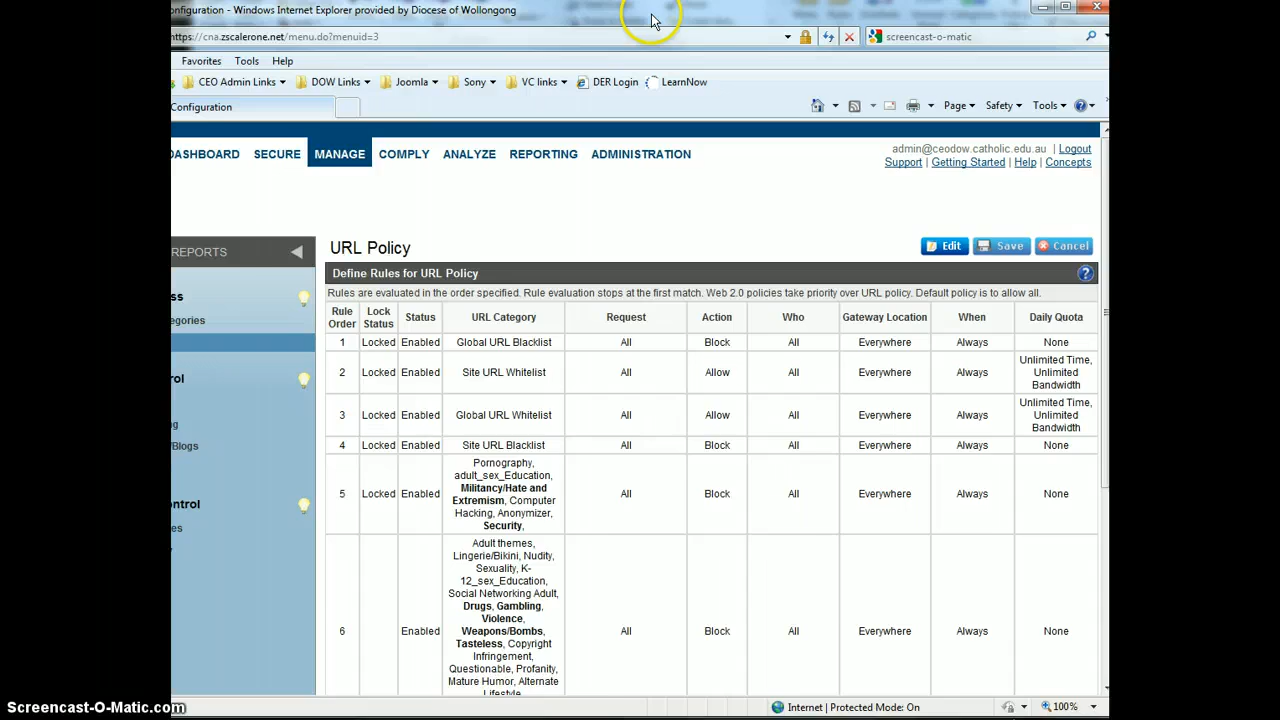 onfiguration - Windows Internet Explorer provided by Diocese of Wollongong
https://cna.zscalerone.net/menu.do?menuid=3
screencast-o-matic
Favorites Tools Help
CEO Admin Links DOW Links Joomla Sony VC links DER Login LearnNow
Configuration
Page Safety Tools
DASHBOARD SECURE MANAGE COMPLY ANALYZE REPORTING ADMINISTRATION
admin@ceodow.catholic.edu.au | Logout
Support | Getting Started | Help | Concepts
REPORTS
ss
egories
rol
ng
/Blogs
ontrol
es
URL Policy
Edit Save Cancel
Define Rules for URL Policy
Rules are evaluated in the order specified. Rule evaluation stops at the first match. Web 2.0 policies take priority over URL policy. Default policy is to allow all.
Rule Order Lock Status Status URL Category Request Action Who Gateway Location When Daily Quota
1 Locked Enabled Global URL Blacklist All Block All Everywhere Always None
2 Locked Enabled Site URL Whitelist All Allow All Everywhere Always Unlimited Time, Unlimited Bandwidth
3 Locked Enabled Global URL Whitelist All Allow All Everywhere Always Unlimited Time, Unlimited Bandwidth
4 Locked Enabled Site URL Blacklist All Block All Everywhere Always None
5 Locked Enabled Pornography, adult_sex_Education, Militancy/Hate and Extremism, Computer Hacking, Anonymizer, Security, All Block All Everywhere Always None
6 Enabled Adult themes, Lingerie/Bikini, Nudity, Sexuality, K-12_sex_Education, Social Networking Adult, Drugs, Gambling, Violence, Weapons/Bombs, Tasteless, Copyright Infringement, Questionable, Profanity, Mature Humor, Alternate Lifestyle All Block All Everywhere Always None
Internet | Protected Mode: On
100%
Screencast-O-Matic.com